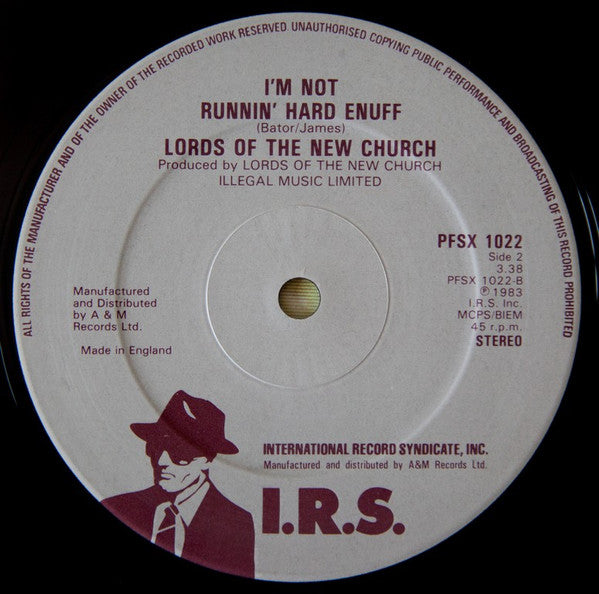 ALL RIGHTS OF THE MANUFACTURER AND OF THE OWNER OF THE RECORDED WORK RESERVED. UNAUTHORISED COPYING PUBLIC PERFORMANCE AND BROADCASTING OF THIS RECORD PROHIBITED
I'M NOT
RUNNIN' HARD ENUFF
(Bator/James)
LORDS OF THE NEW CHURCH
Produced by LORDS OF THE NEW CHURCH
ILLEGAL MUSIC LIMITED
PFSX 1022
Side 2
3.38
PFSX 1022-B
℗ 1983
I.R.S. Inc.
MCPS/BIEM
45 r.p.m.
STEREO
Manufactured
and Distributed
by A & M
Records Ltd.
Made in England
INTERNATIONAL RECORD SYNDICATE, INC.
Manufactured and distributed by A&M Records Ltd.
I.R.S.